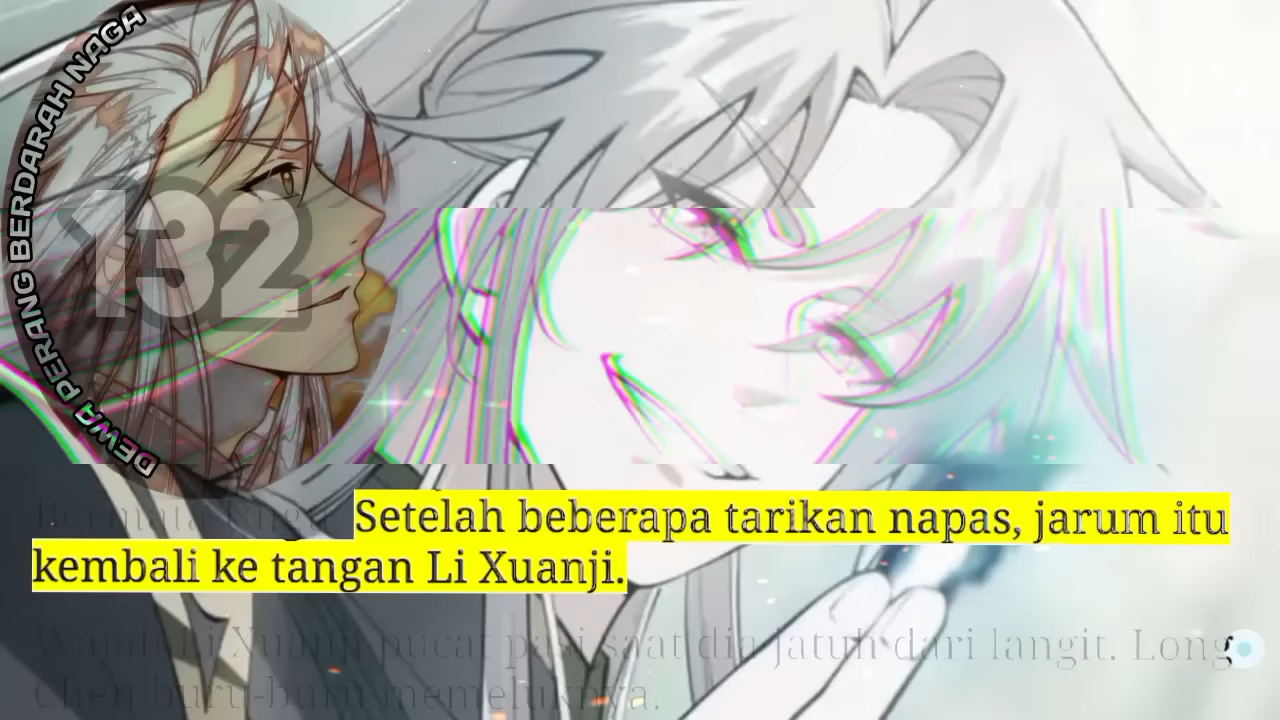 DEWA PERANG BERDARAH NAGA
132
Setelah beberapa tarikan napas, jarum itu
kembali ke tangan Li Xuanji.
Wajah Li Xuanji pucat pasi saat dia jatuh dari langit. Long
Chen buru-buru memeluknya.